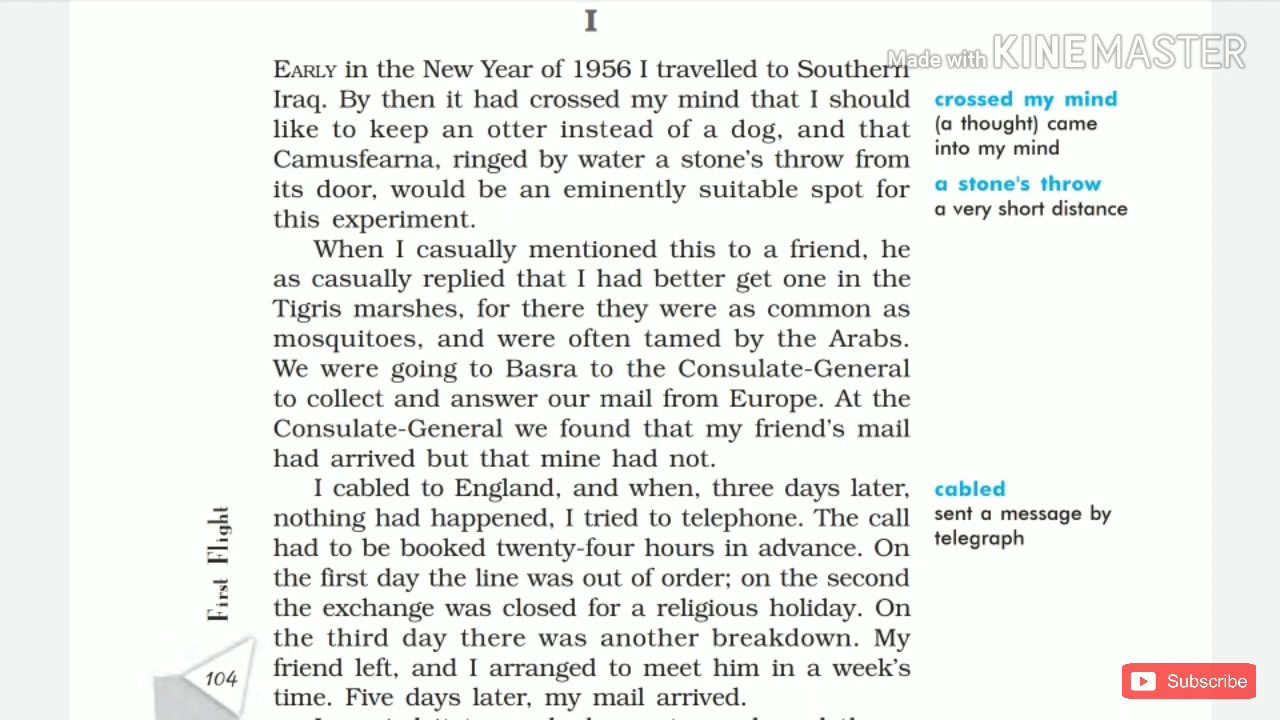 I
Made with KINEMASTER
EARLY in the New Year of 1956 I travelled to Southern
Iraq. By then it had crossed my mind that I should
like to keep an otter instead of a dog, and that
Camusfearna, ringed by water a stone's throw from
its door, would be an eminently suitable spot for
this experiment.
crossed my mind
(a thought) came
into my mind
a stone's throw
a very short distance
When I casually mentioned this to a friend, he
as casually replied that I had better get one in the
Tigris marshes, for there they were as common as
mosquitoes, and were often tamed by the Arabs.
We were going to Basra to the Consulate-General
to collect and answer our mail from Europe. At the
Consulate-General we found that my friend's mail
had arrived but that mine had not.
I cabled to England, and when, three days later,
nothing had happened, I tried to telephone. The call
had to be booked twenty-four hours in advance. On
the first day the line was out of order; on the second
the exchange was closed for a religious holiday. On
the third day there was another breakdown. My
friend left, and I arranged to meet him in a week's
time. Five days later, my mail arrived.
cabled
sent a message by
telegraph
First Flight
104
Subscribe